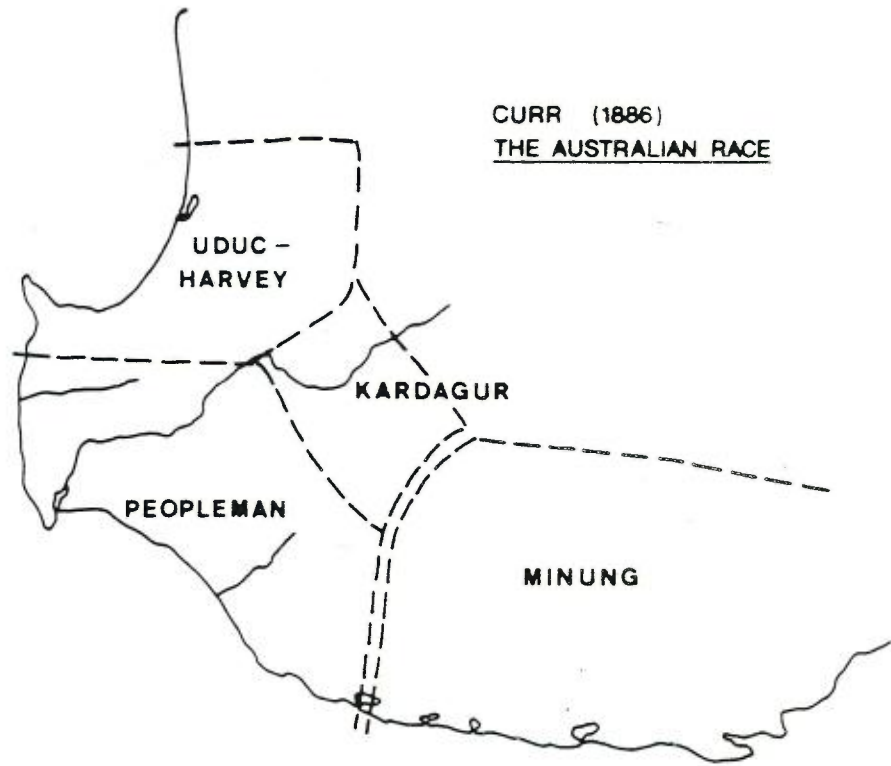 CURR (1886)
THE AUSTRALIAN RACE
UDUC –
HARVEY
KARDAGUR
PEOPLEMAN
MINUNG